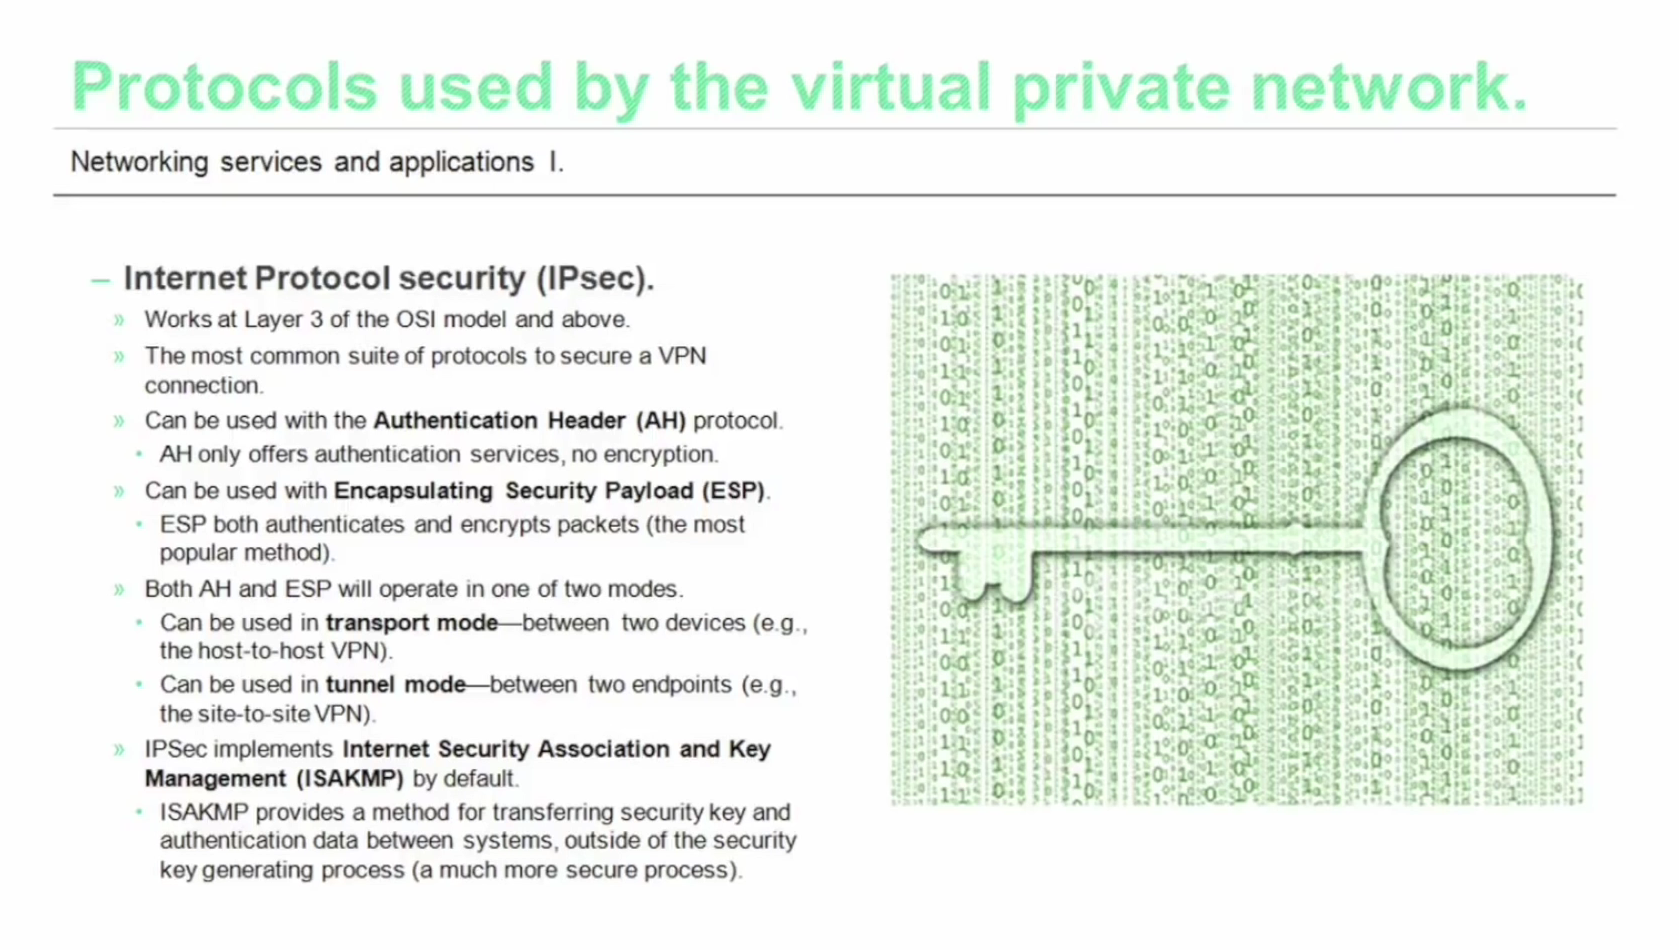 Protocols used by the virtual private network.
Networking services and applications I.
– Internet Protocol security (IPsec).
» Works at Layer 3 of the OSI model and above.
» The most common suite of protocols to secure a VPN
connection.
» Can be used with the Authentication Header (AH) protocol.
• AH only offers authentication services, no encryption.
» Can be used with Encapsulating Security Payload (ESP).
• ESP both authenticates and encrypts packets (the most
popular method).
» Both AH and ESP will operate in one of two modes.
• Can be used in transport mode—between two devices (e.g.,
the host-to-host VPN).
• Can be used in tunnel mode—between two endpoints (e.g.,
the site-to-site VPN).
» IPSec implements Internet Security Association and Key
Management (ISAKMP) by default.
• ISAKMP provides a method for transferring security key and
authentication data between systems, outside of the security
key generating process (a much more secure process).